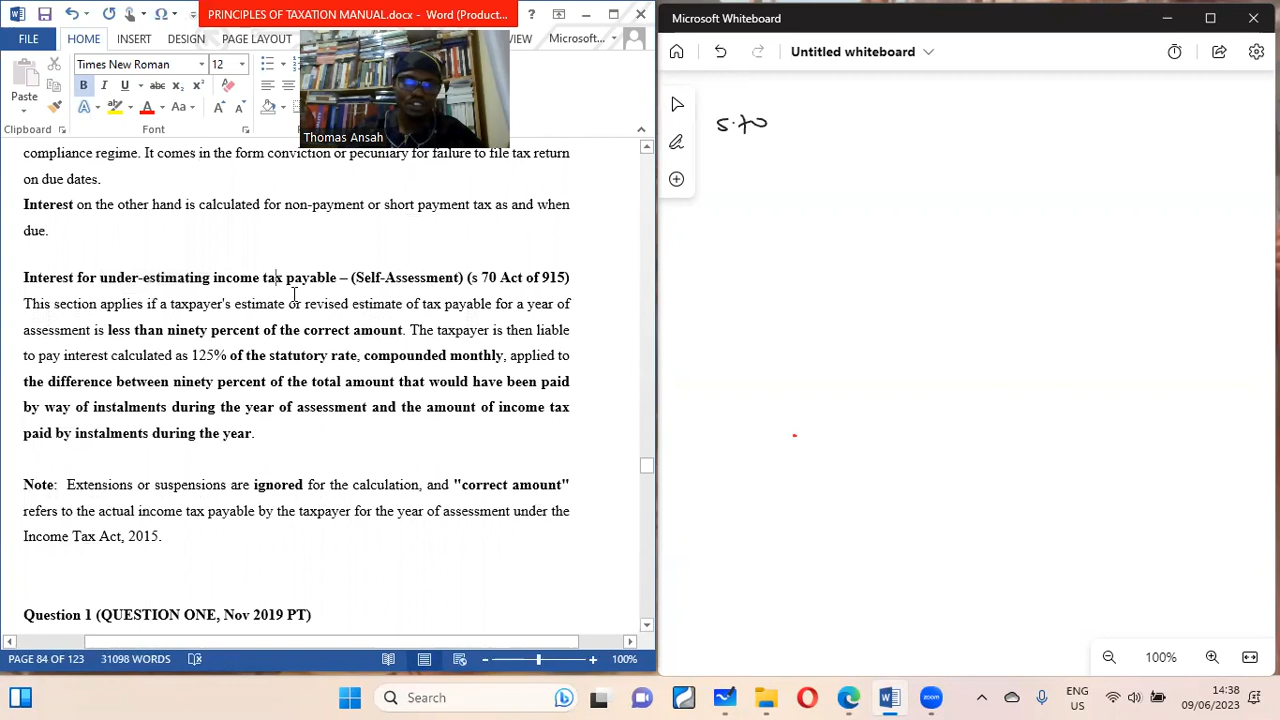 PRINCIPLES OF TAXATION MANUAL.docx - Word (Product...
?
FILE HOME INSERT DESIGN PAGE LAYOUT VIEW Microsoft...
Times New Roman 12
Paste
B I U abc x₂ x²
A Aa A A
Font
Thomas Ansah
compliance regime. It comes in the form conviction or pecuniary for failure to file tax return
on due dates.
Interest on the other hand is calculated for non-payment or short payment tax as and when
due.
Interest for under-estimating income tax payable – (Self-Assessment) (s 70 Act of 915)
This section applies if a taxpayer's estimate or revised estimate of tax payable for a year of
assessment is less than ninety percent of the correct amount. The taxpayer is then liable
to pay interest calculated as 125% of the statutory rate, compounded monthly, applied to
the difference between ninety percent of the total amount that would have been paid
by way of instalments during the year of assessment and the amount of income tax
paid by instalments during the year.
Note: Extensions or suspensions are ignored for the calculation, and "correct amount"
refers to the actual income tax payable by the taxpayer for the year of assessment under the
Income Tax Act, 2015.
Question 1 (QUESTION ONE, Nov 2019 PT)
PAGE 84 OF 123 31098 WORDS 100%
Microsoft Whiteboard
Untitled whiteboard
s.70
100%
Search
ENG
US
14:38
09/06/2023